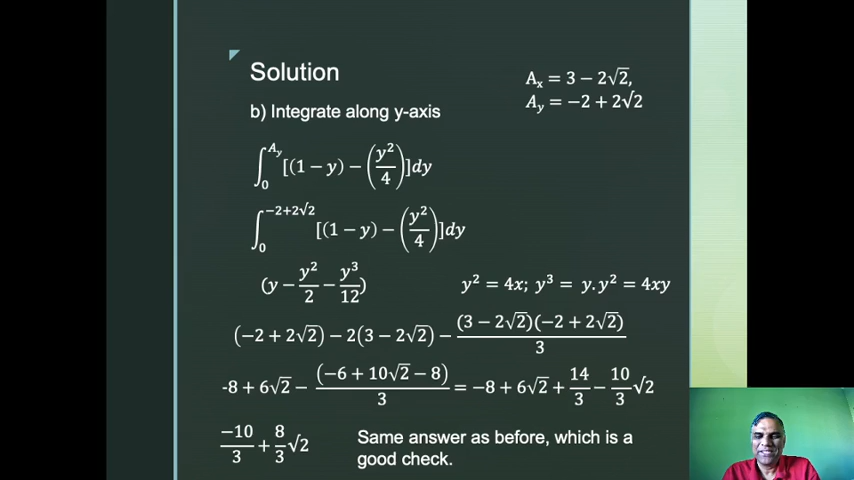 Solution
A_x = 3 − 2√2,
A_y = −2 + 2√2
b) Integrate along y-axis
∫_0^{A_y} [(1 − y) − (y²/4)]dy
∫_0^{−2+2√2} [(1 − y) − (y²/4)]dy
(y − y²/2 − y³/12)
y² = 4x; y³ = y.y² = 4xy
(−2 + 2√2) − 2(3 − 2√2) − (3 − 2√2)(−2 + 2√2)/3
-8 + 6√2 − (−6 + 10√2 − 8)/3 = −8 + 6√2 + 14/3 − 10/3 √2
−10/3 + 8/3 √2
Same answer as before, which is a
good check.